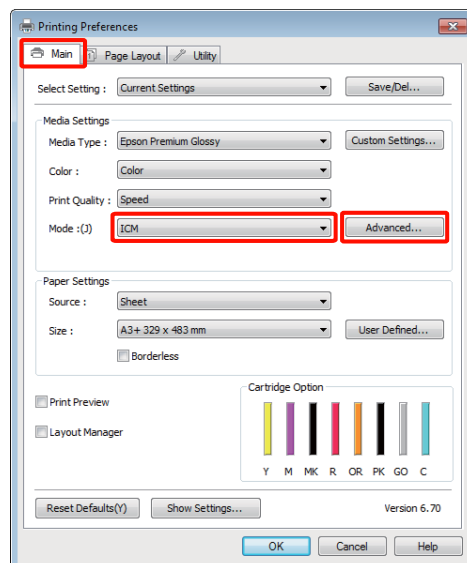 Printing Preferences
Main Page Layout Utility
Select Setting : Current Settings Save/Del...
Media Settings
Media Type : Epson Premium Glossy Custom Settings...
Color : Color
Print Quality : Speed
Mode :(J) ICM Advanced...
Paper Settings
Source : Sheet
Size : A3+ 329 x 483 mm User Defined...
Borderless
Cartridge Option
Print Preview
Layout Manager
Y M MK R OR PK GO C
Reset Defaults(Y) Show Settings... Version 6.70
OK Cancel Help